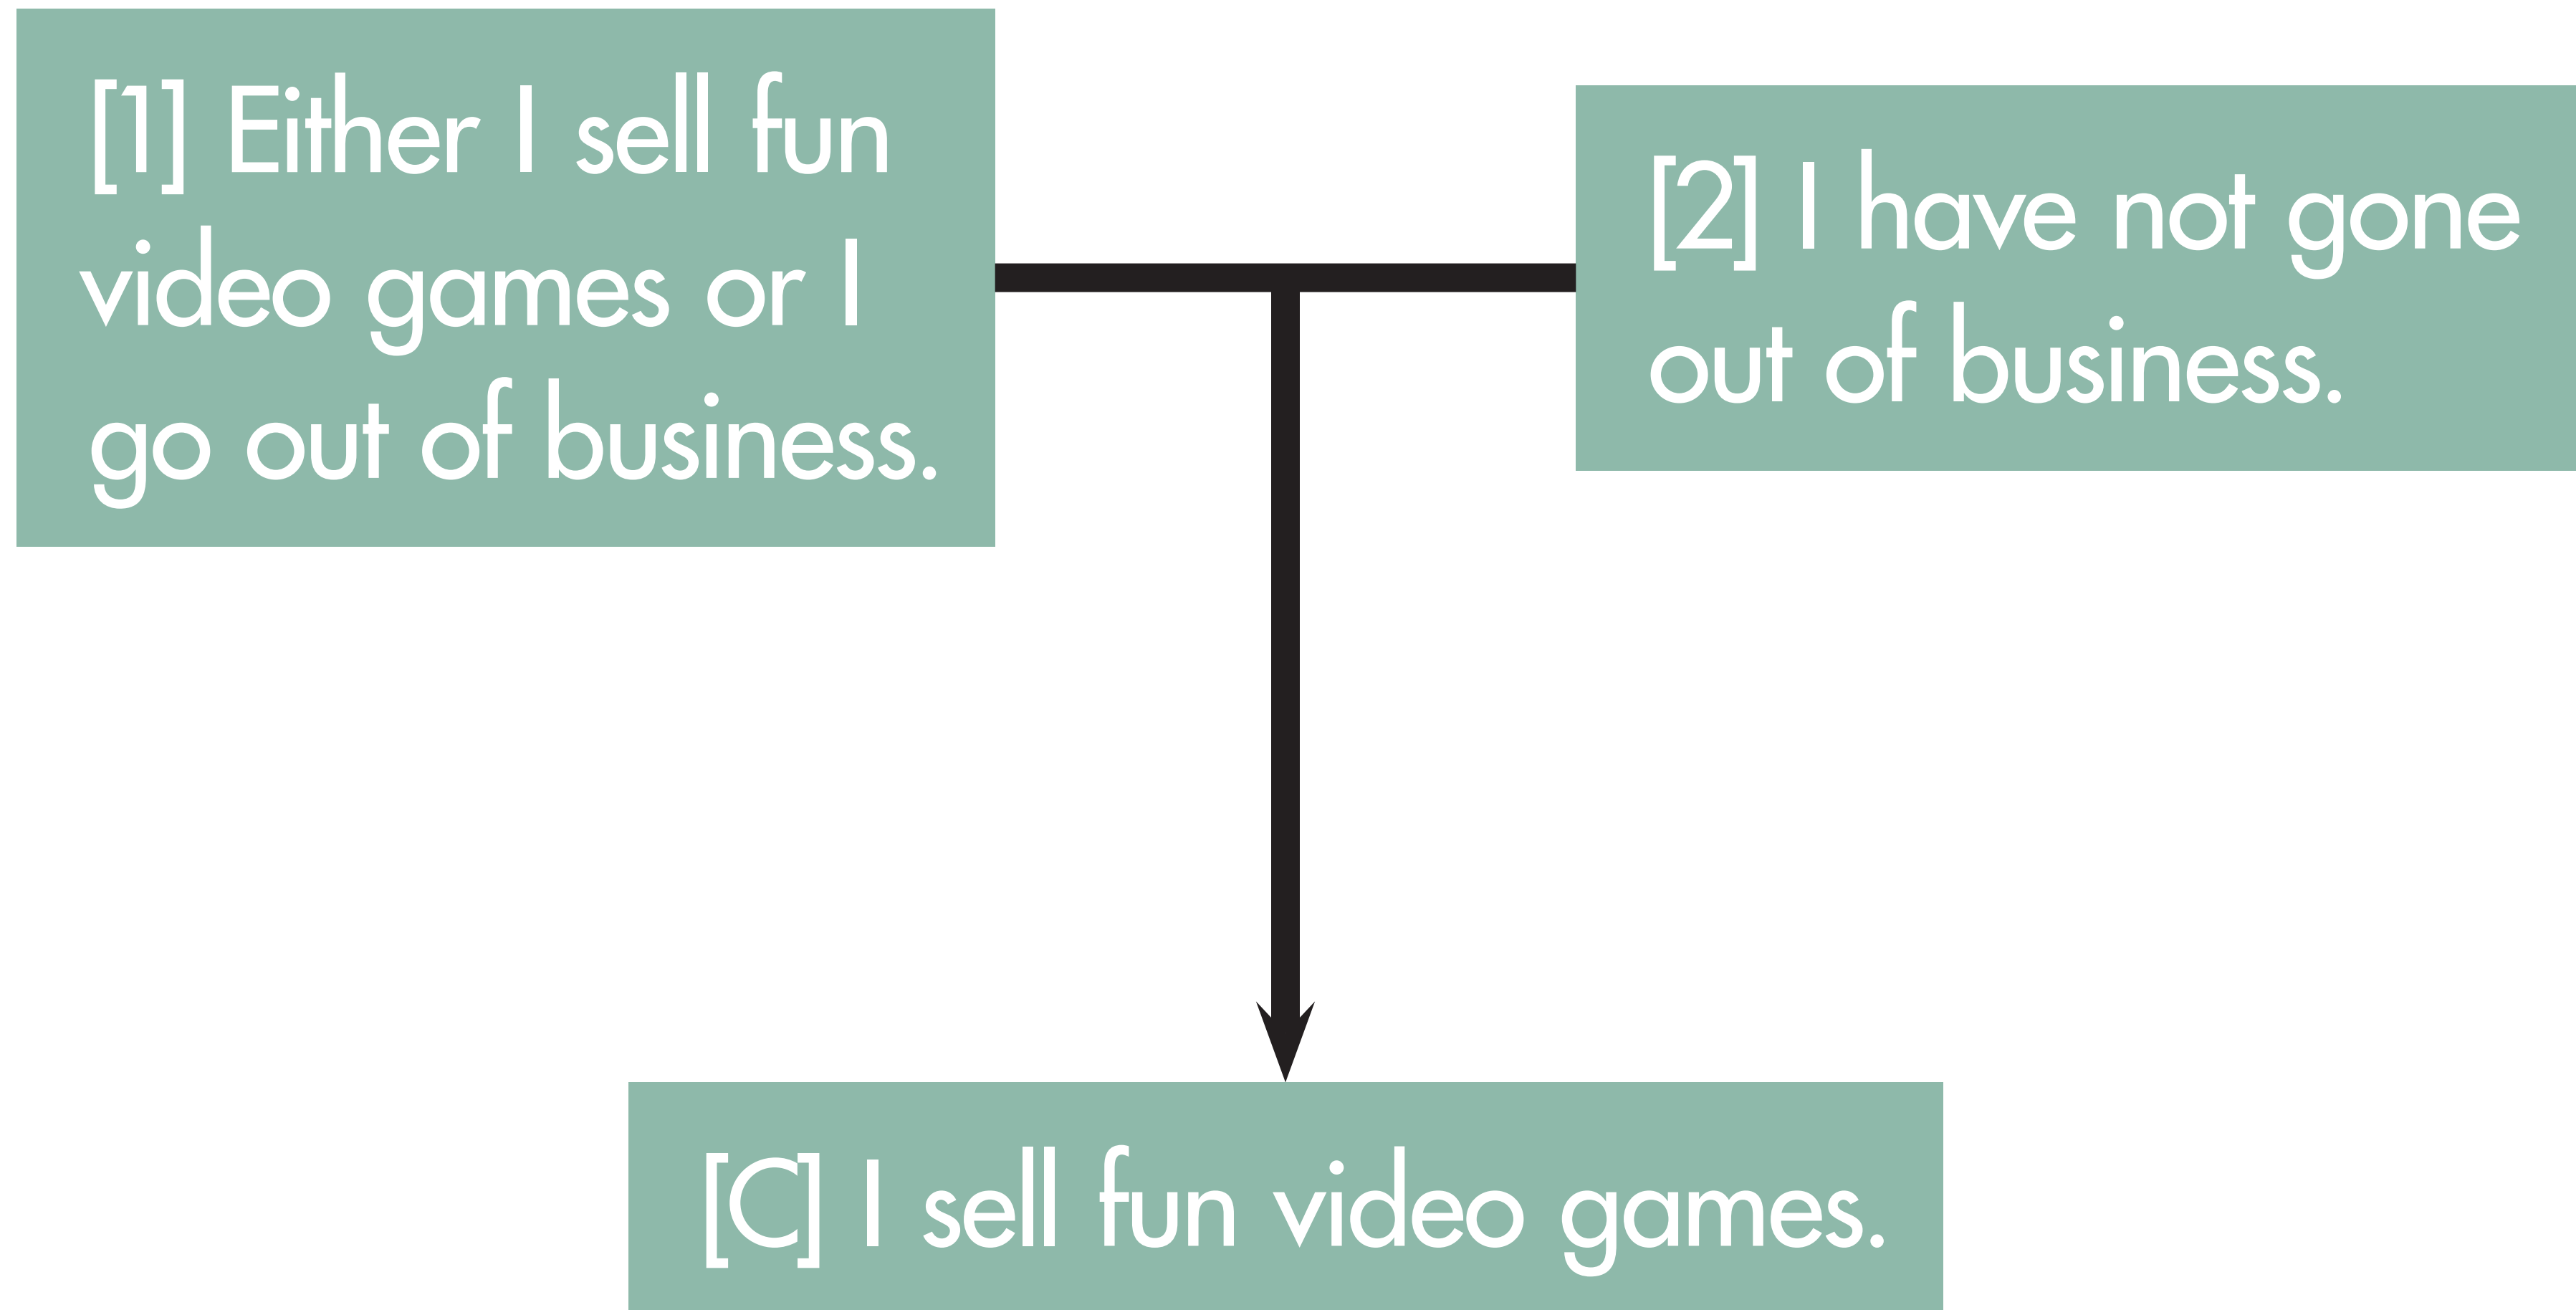 [1] Either I sell fun
video games or I
go out of business.
[2] I have not gone
out of business.
[C] I sell fun video games.